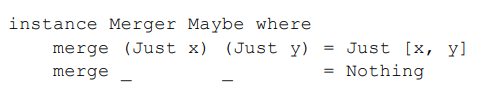 instance Merger Maybe where
    merge (Just x) (Just y) = Just [x, y]
    merge _        _        = Nothing